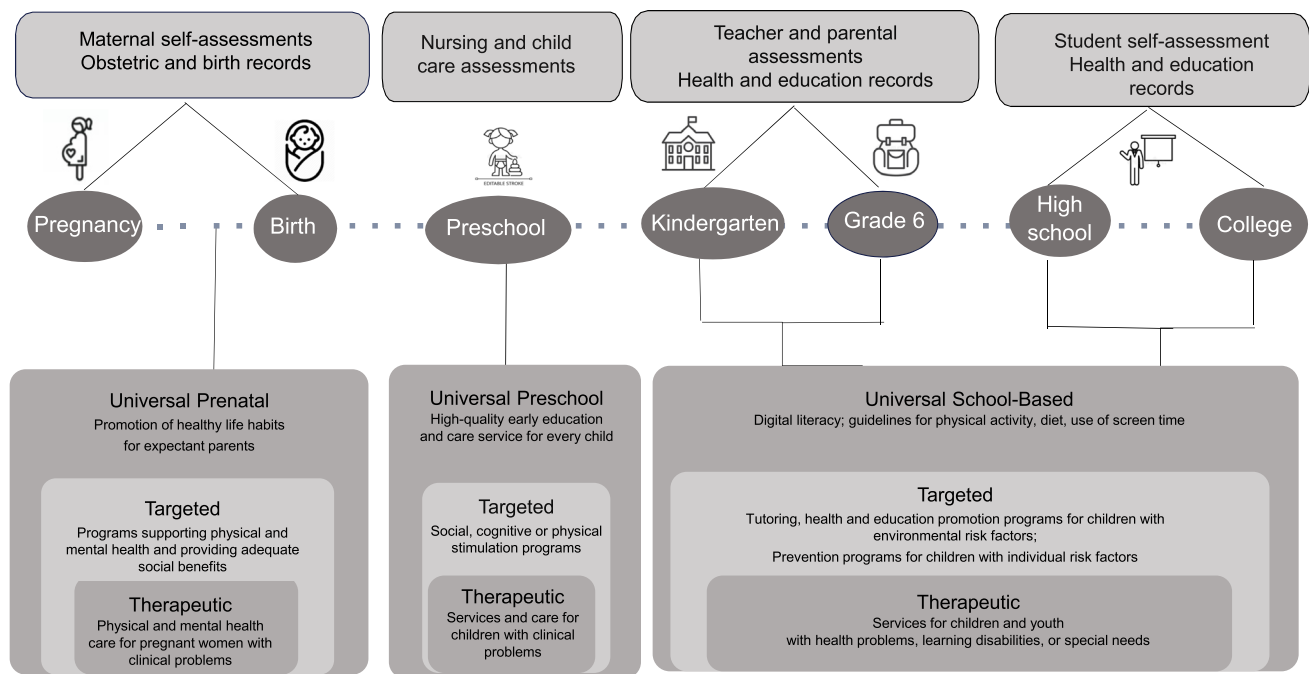 Maternal self-assessments
Obstetric and birth records
Nursing and child
care assessments
Teacher and parental
assessments
Health and education records
Student self-assessment
Health and education
records
EDITABLE STROKE
Pregnancy
Birth
Preschool
Kindergarten
Grade 6
High
school
College
Universal Prenatal
Promotion of healthy life habits
for expectant parents
Targeted
Programs supporting physical and
mental health and providing adequate
social benefits
Therapeutic
Physical and mental health
care for pregnant women with
clinical problems
Universal Preschool
High-quality early education
and care service for every child
Targeted
Social, cognitive or physical
stimulation programs
Therapeutic
Services and care for
children with clinical
problems
Universal School-Based
Digital literacy; guidelines for physical activity, diet, use of screen time
Targeted
Tutoring, health and education promotion programs for children with
environmental risk factors;
Prevention programs for children with individual risk factors
Therapeutic
Services for children and youth
with health problems, learning disabilities, or special needs